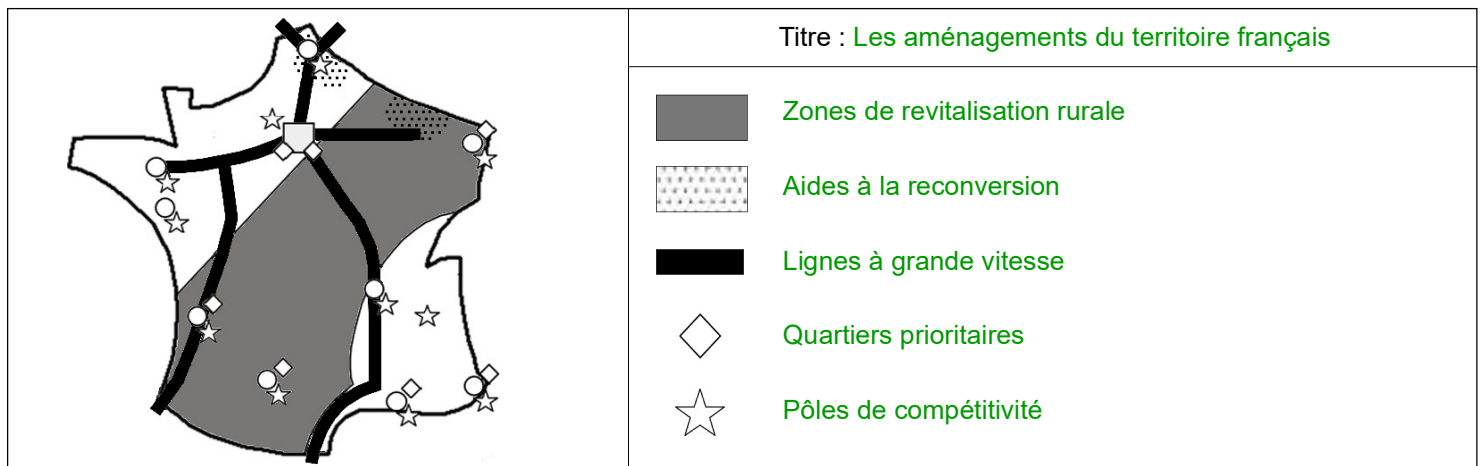 Titre : Les aménagements du territoire français
Zones de revitalisation rurale
Aides à la reconversion
Lignes à grande vitesse
Quartiers prioritaires
Pôles de compétitivité